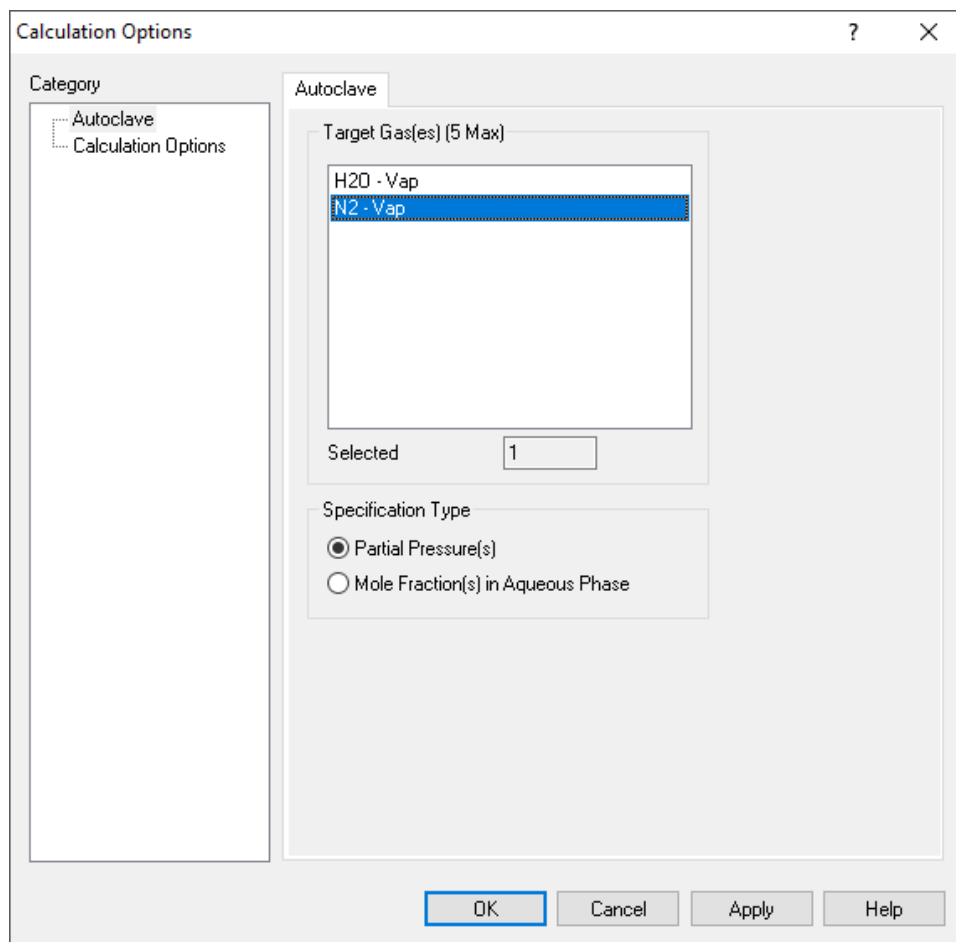 Calculation Options
?
Category
Autoclave
Calculation Options
Autoclave
Target Gas(es) (5 Max)
H2O - Vap
N2 - Vap
Selected
1
Specification Type
Partial Pressure(s)
Mole Fraction(s) in Aqueous Phase
OK
Cancel
Apply
Help